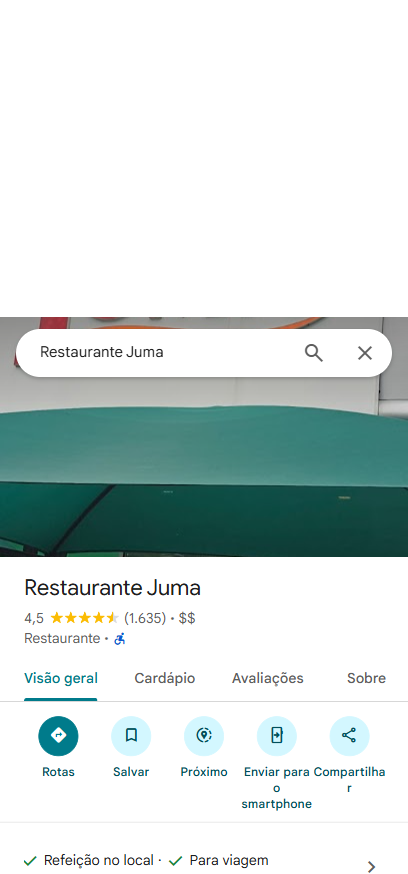 Restaurante Juma
Restaurante Juma
4,5 (1.635) • $$
Restaurante •
Visão geral Cardápio Avaliações Sobre
Rotas Salvar Próximo Enviar para o smartphone Compartilhar
Refeição no local · Para viagem